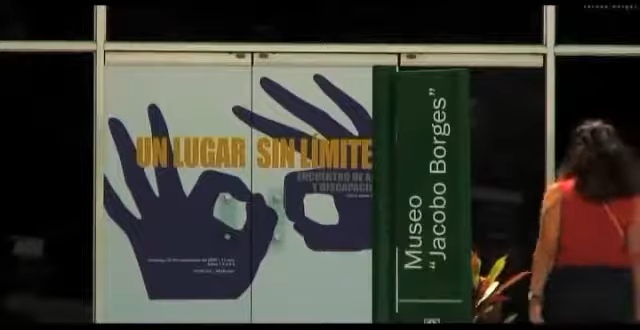 UN LUGAR SIN LÍMITE
ENCUENTRO DE A
Y DISCAPACI
Museo
“Jacobo Borges”